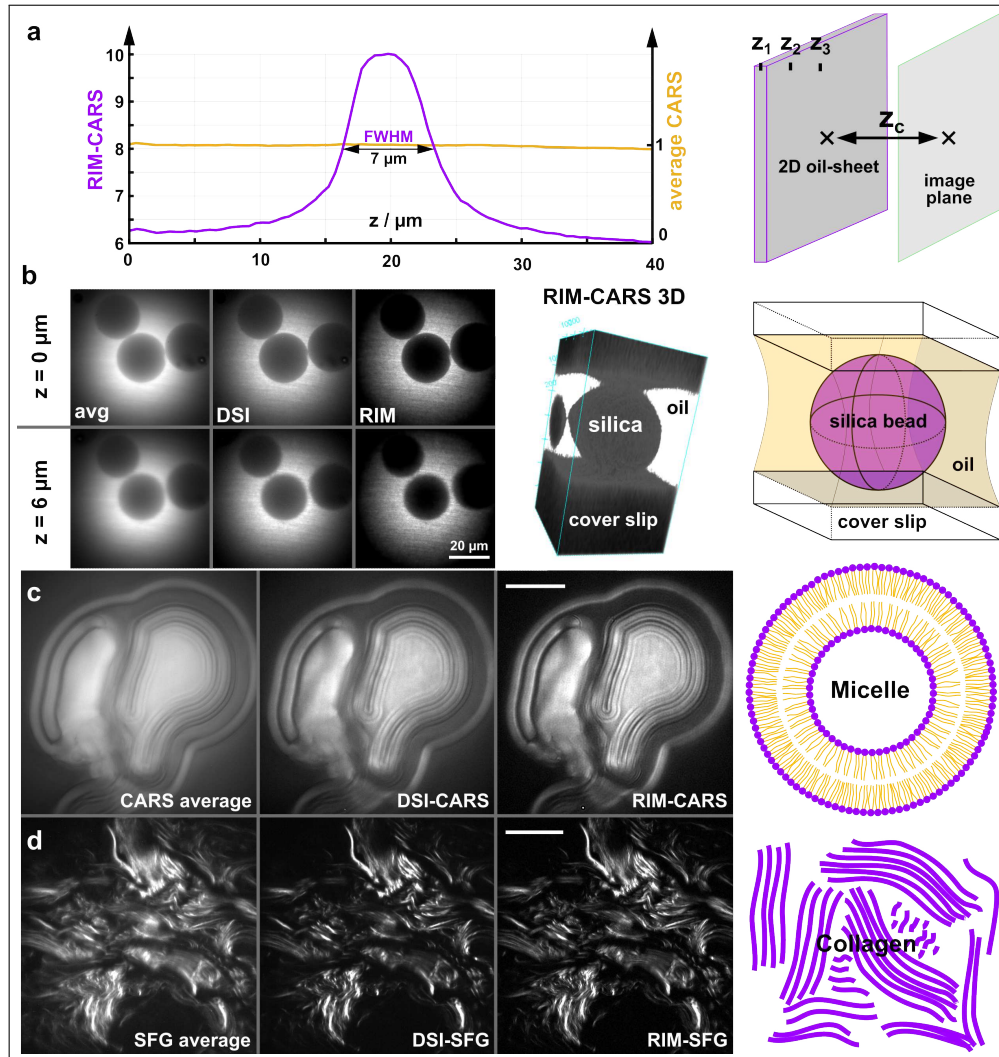 a
RIM-CARS
10
9
8
7
6
FWHM
7 µm
z / µm
0
10
20
30
40
1
0
average CARS
z1
z2
z3
zc
2D oil-sheet
image
plane
b
z = 0 µm
avg
DSI
RIM
z = 6 µm
20 µm
RIM-CARS 3D
silica
oil
cover slip
silica bead
oil
cover slip
c
CARS average
DSI-CARS
RIM-CARS
Micelle
d
SFG average
DSI-SFG
RIM-SFG
Collagen